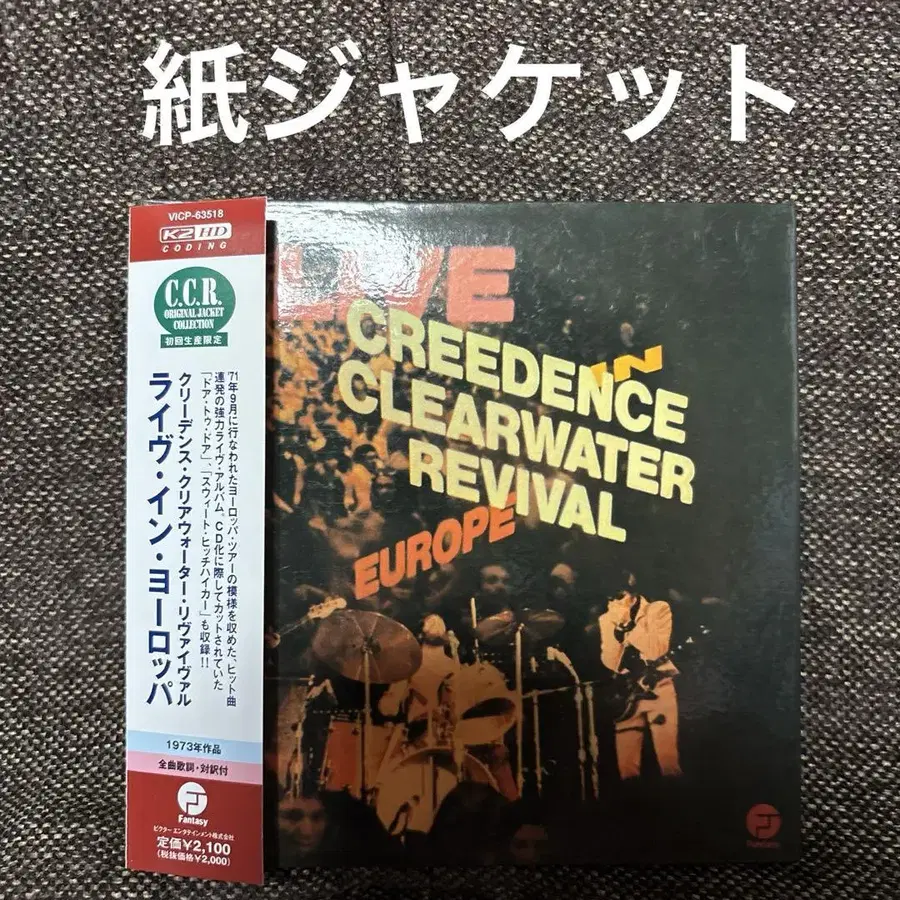 紙ジャケット
VICP-63518
K2HD
CODING
C.C.R.
ORIGINAL JACKET
COLLECTION
初回生産限定
'71年9月に行なわれたヨーロッパ・ツアーの模様を収めた、ヒット曲
連発の強力ライヴ・アルバム。CD化に際してカットされていた
「ドア・トゥ・ドア」、「スウィート・ヒッチハイカー」も収録!!
クリーデンス・クリアウォーター・リヴァイヴァル
ライヴ・イン・ヨーロッパ
1973年作品
全曲歌詞・対訳付
Fantasy
ビクターエンタテインメント株式会社
定価¥2,100
(税抜価格¥2,000)
LIVE
IN
CREEDENCE
CLEARWATER
REVIVAL
EUROPE
Fantasy